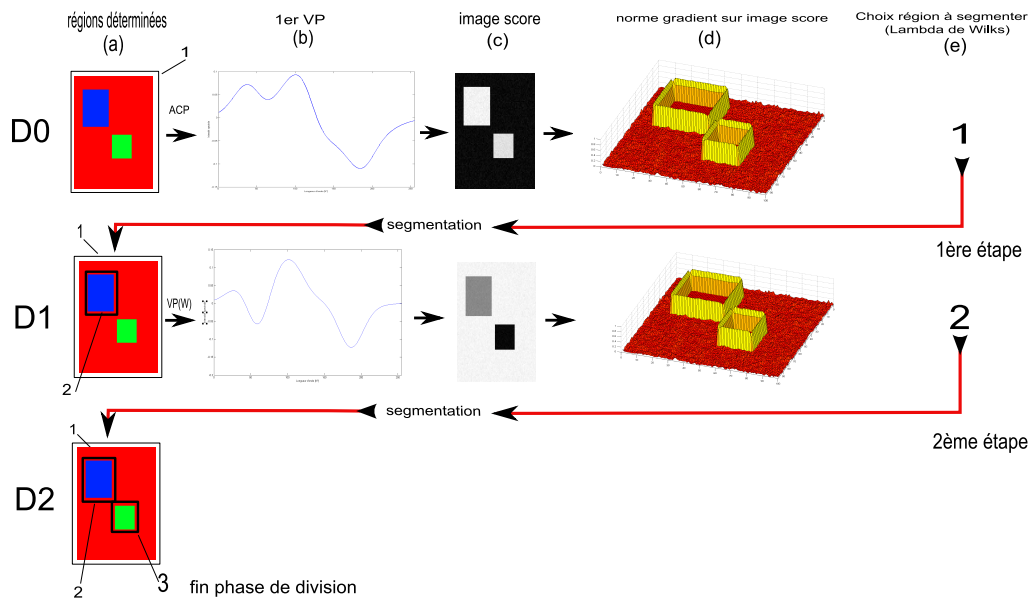 régions déterminées
(a)
1er VP
(b)
image score
(c)
norme gradient sur image score
(d)
Choix région à segmenter
(Lambda de Wilks)
(e)
1
D0
ACP
1
segmentation
1ère étape
1
D1
VP(W)
2
2
segmentation
2ème étape
1
D2
2
3
fin phase de division